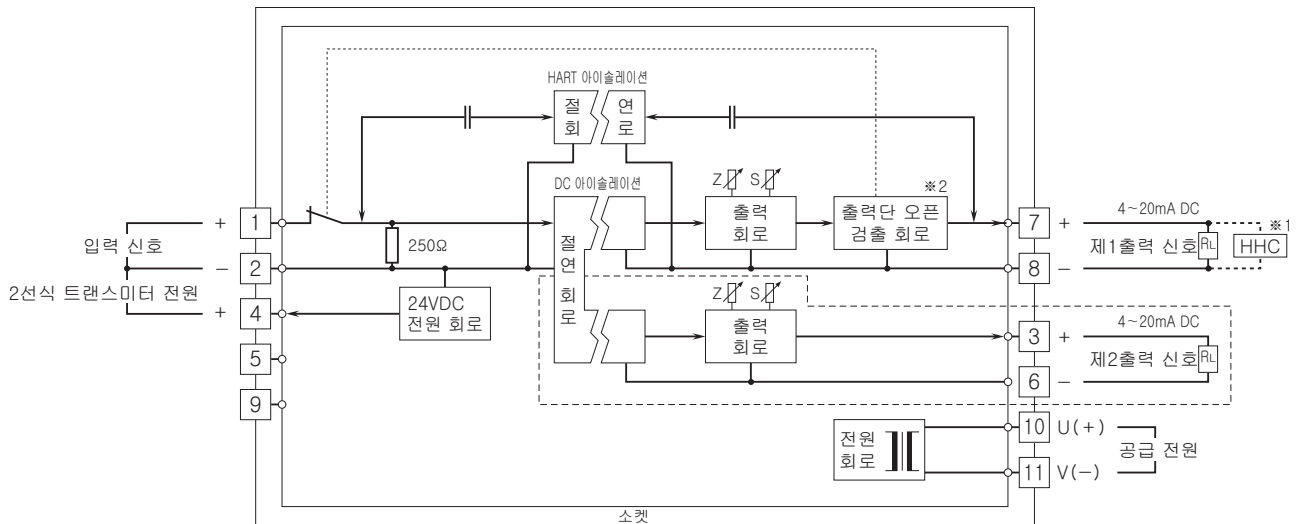 HART 아이솔레이션
절 연
회 로
DC 아이솔레이션
절연 회로
Z S
출력
회로
※2
출력단 오픈
검출 회로
250Ω
24VDC
전원 회로
Z S
출력
회로
전원
회로
입력 신호
2선식 트랜스미터 전원
+ 1
− 2
+ 4
5
9
7 +
8 −
3 +
6 −
10 U(+)
11 V(−)
4~20mA DC
제1출력 신호
RL
※1
HHC
4~20mA DC
제2출력 신호
RL
공급 전원
소켓